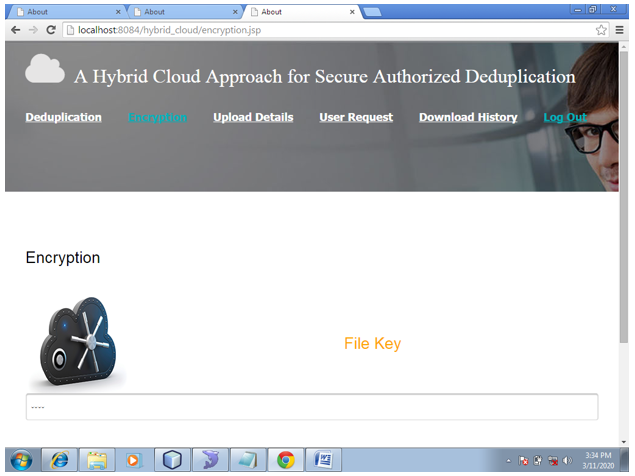 About About About
localhost:8084/hybrid_cloud/encryption.jsp
A Hybrid Cloud Approach for Secure Authorized Deduplication
Deduplication Encryption Upload Details User Request Download History Log Out
Encryption
File Key
----
3:34 PM
3/11/2020